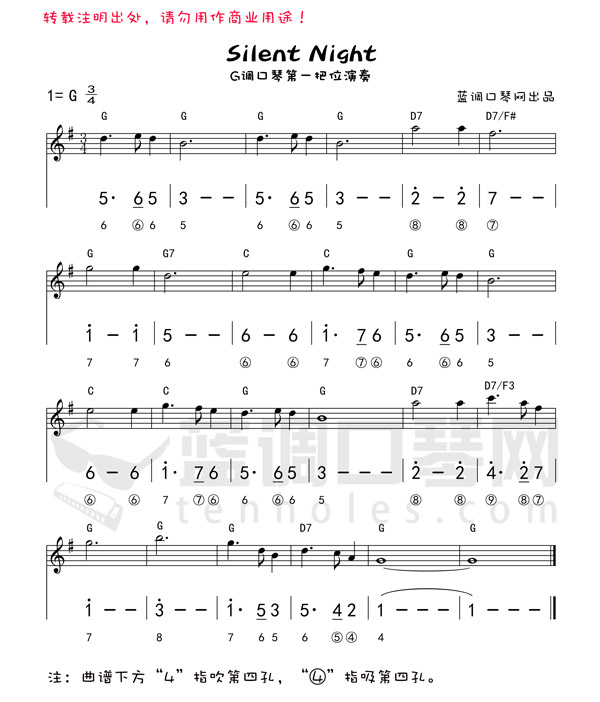 转载注明出处，请勿用作商业用途！
Silent Night
G调口琴第一把位演奏
1= G 3/4
蓝调口琴网出品
G G G G D7 D7/F#
5· 6 5 3 - - 5· 6 5 3 - - 2 - 2 7 -
6 ⑥ 6 5 6 ⑥ 6 5 ⑧ ⑧ ⑦
G G7 C C G G
1 - 1 5 - - 6 - 6 1· 7 6 5· 6 5 3 - -
7 7 6 ⑥ ⑥ 7 ⑦ ⑥ 6 ⑥ 6 5
C C G G D7 D7/F3
6 - 6 1· 7 6 5· 6 5 3 - - 2 - 2 4· 2 7
⑥ ⑥ 7 ⑦ ⑥ 6 ⑥ 6 5 ⑧ ⑧ ⑨ ⑧ ⑦
蓝调口琴网
tenholes.com
G G G D7 G
1 - - 3 - - 1· 5 3 5· 4 2 1 - - 1 - -
7 8 7 6 5 6 ⑤ ④ 4
注：曲谱下方“4”指吹第四孔，“④”指吸第四孔。